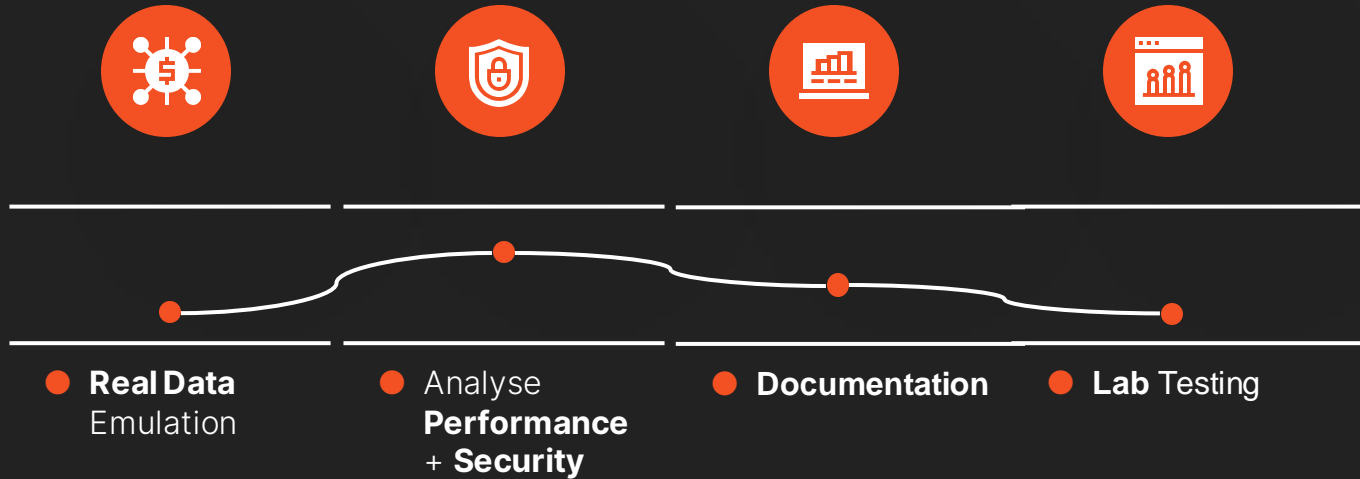 Real Data
Emulation
Analyse
Performance
+ Security
Documentation
Lab Testing